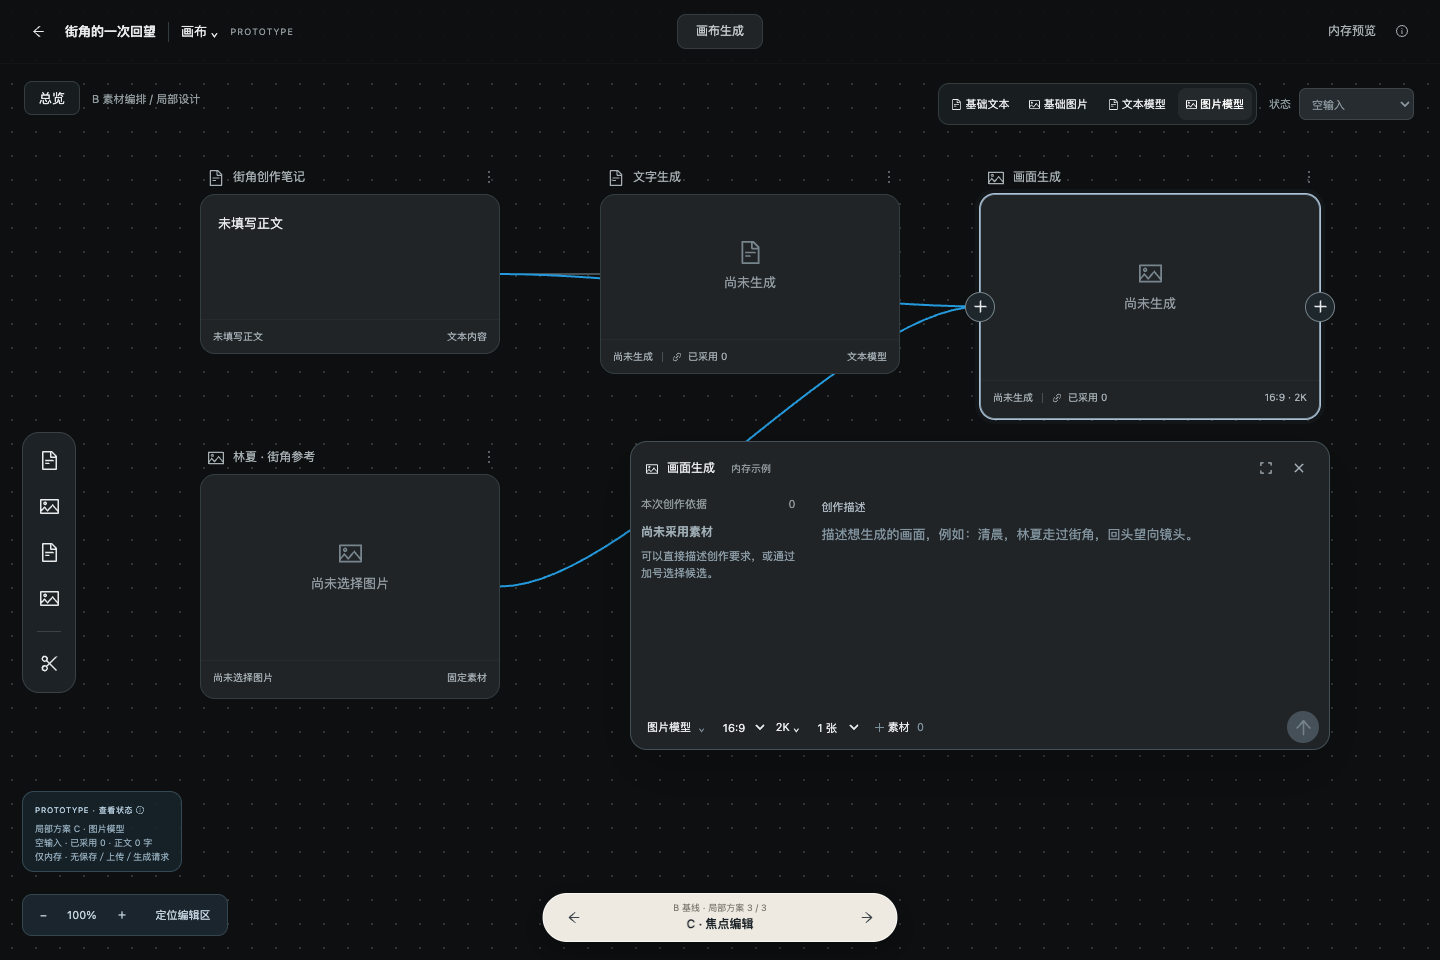 街角的一次回望
画布
PROTOTYPE
画布生成
内存预览
总览
B 素材编排 / 局部设计
基础文本
基础图片
文本模型
图片模型
状态
空输入
街角创作笔记
未填写正文
未填写正文
文本内容
文字生成
尚未生成
尚未生成
已采用 0
文本模型
画面生成
尚未生成
尚未生成
已采用 0
16:9 · 2K
林夏 · 街角参考
尚未选择图片
尚未选择图片
固定素材
画面生成
内存示例
本次创作依据
0
尚未采用素材
可以直接描述创作要求，或通过
加号选择候选。
创作描述
描述想生成的画面，例如：清晨，林夏走过街角，回头望向镜头。
图片模型
16:9
2K
1 张
素材
0
PROTOTYPE · 查看状态
局部方案 C · 图片模型
空输入 · 已采用 0 · 正文 0 字
仅内存 · 无保存 / 上传 / 生成请求
100%
定位编辑区
B 基线 · 局部方案 3 / 3
C · 焦点编辑